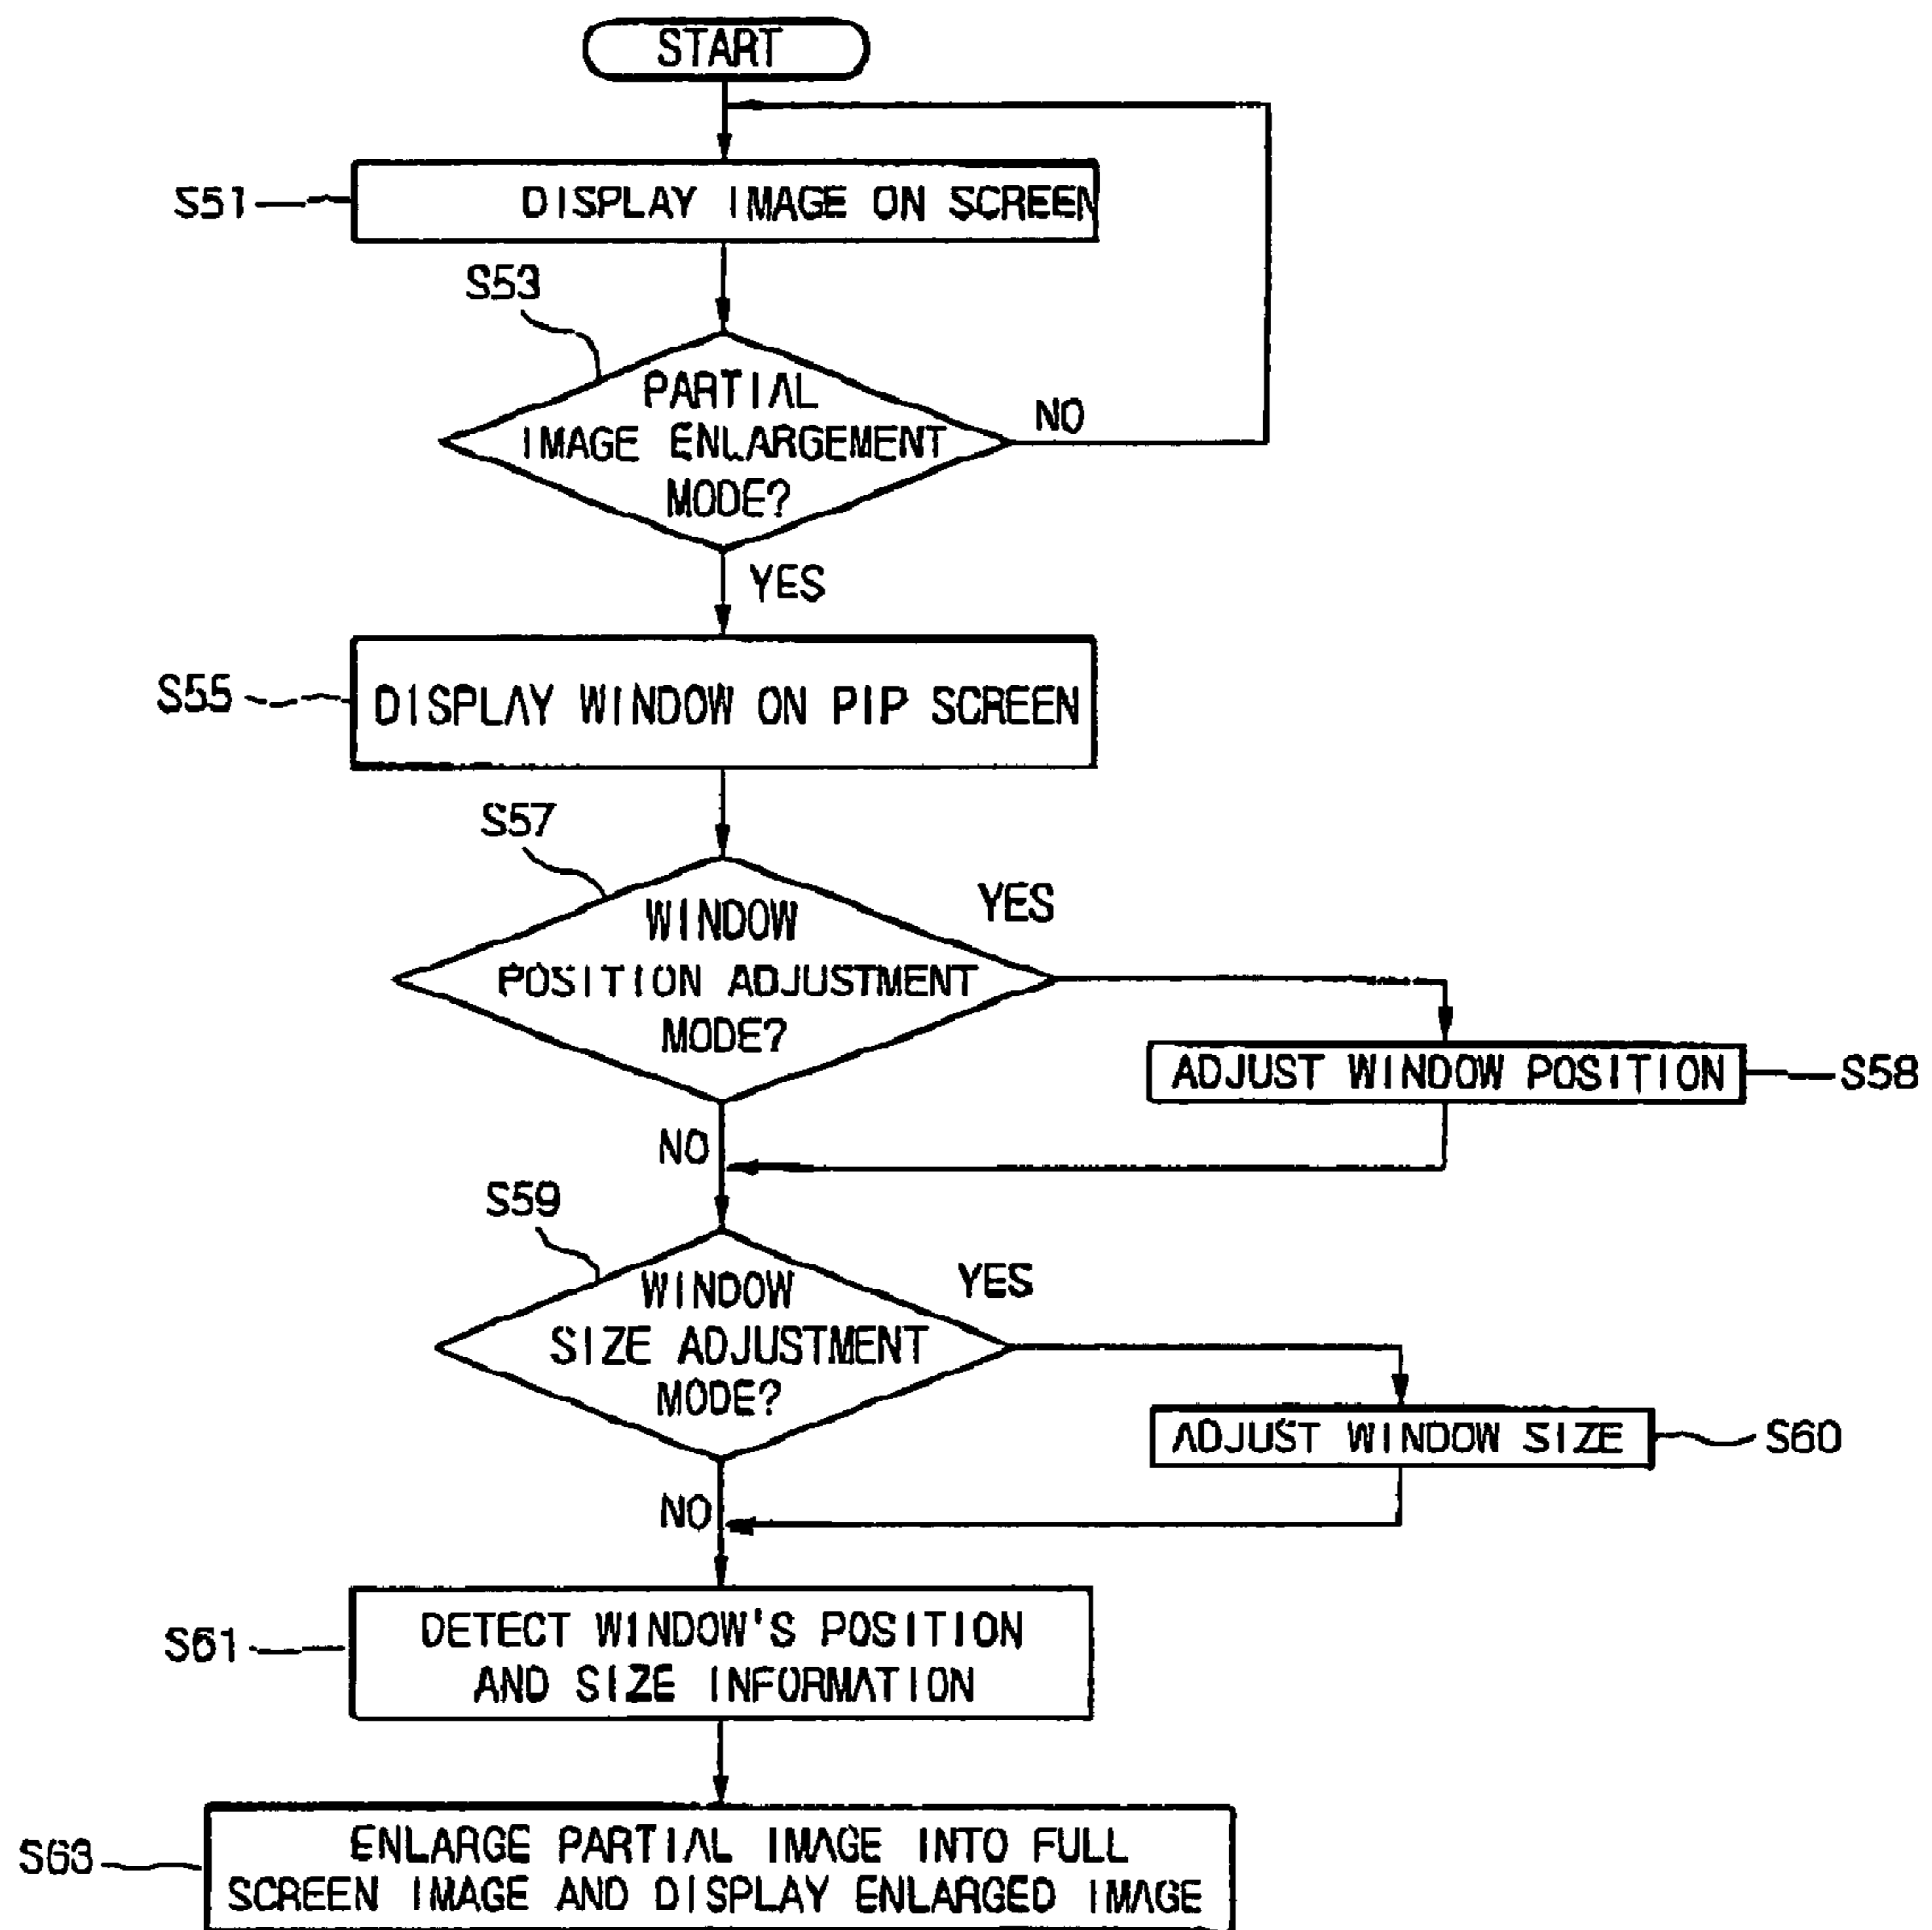 START
S51
DISPLAY IMAGE ON SCREEN
S53
PARTIAL
IMAGE ENLARGEMENT
MODE?
NO
YES
S55
DISPLAY WINDOW ON PIP SCREEN
S57
WINDOW
POSITION ADJUSTMENT
MODE?
YES
ADJUST WINDOW POSITION
S58
NO
S59
WINDOW
SIZE ADJUSTMENT
MODE?
YES
ADJUST WINDOW SIZE
S60
NO
S61
DETECT WINDOW'S POSITION
AND SIZE INFORMATION
S63
ENLARGE PARTIAL IMAGE INTO FULL
SCREEN IMAGE AND DISPLAY ENLARGED IMAGE